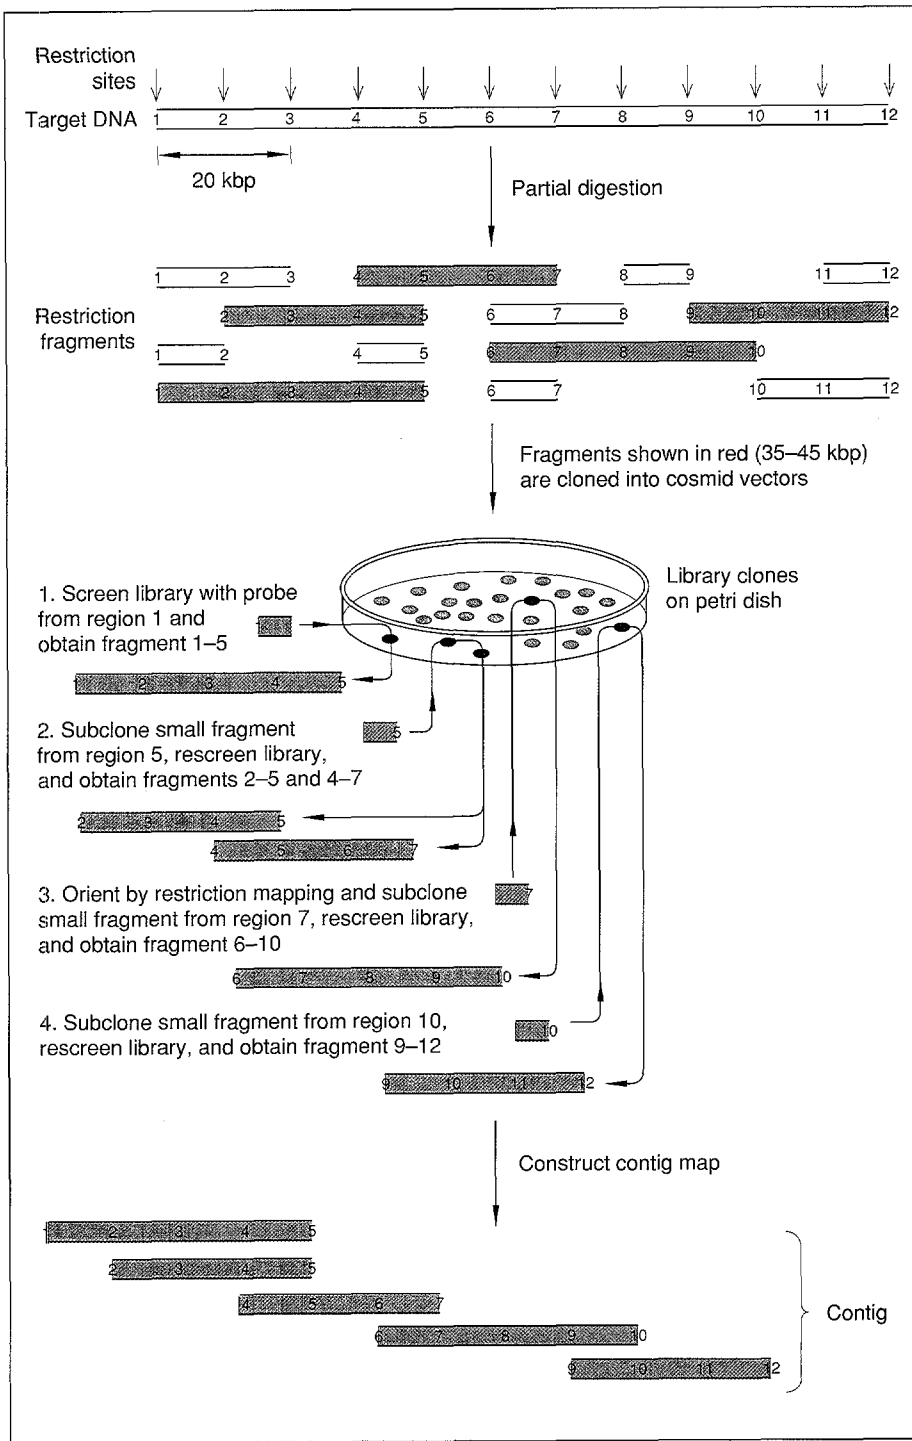 Restriction
sites
Target DNA
1 2 3 4 5 6 7 8 9 10 11 12
20 kbp
Partial digestion
1 2 3 4 5 6 7 8 9 11 12
Restriction
fragments
2 3 4 5 6 7 8 9 10 11 12
1 2 4 5 6 7 8 9 10
1 2 3 4 5 6 7 10 11 12
Fragments shown in red (35–45 kbp)
are cloned into cosmid vectors
Library clones
on petri dish
1. Screen library with probe
from region 1 and
obtain fragment 1–5
2 3 4 5
2. Subclone small fragment
from region 5, rescreen library,
and obtain fragments 2–5 and 4–7
5
2 3 4 5
4 5 6 7
3. Orient by restriction mapping and subclone
small fragment from region 7, rescreen library,
and obtain fragment 6–10
7
6 7 8 9 10
4. Subclone small fragment from region 10,
rescreen library, and obtain fragment 9–12
10
9 10 11 12
Construct contig map
1 2 3 4 5
2 3 4 5
4 5 6 7
6 7 8 9 10
9 10 11 12
Contig